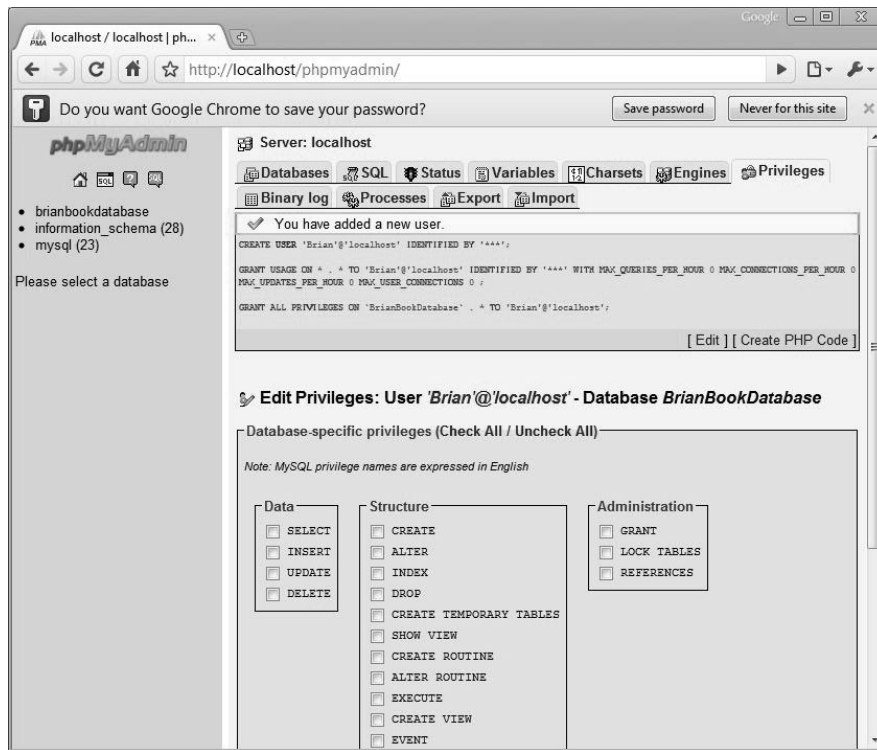 Google
localhost / localhost | ph...
http://localhost/phpmyadmin/
Do you want Google Chrome to save your password?
Save password
Never for this site
phpMyAdmin
SQL
brianbookdatabase
information_schema (28)
mysql (23)
Please select a database
Server: localhost
Databases SQL Status Variables Charsets Engines Privileges
Binary log Processes Export Import
You have added a new user.
CREATE USER 'Brian'@'localhost' IDENTIFIED BY '***';
GRANT USAGE ON * . * TO 'Brian'@'localhost' IDENTIFIED BY '***' WITH MAX_QUERIES_PER_HOUR 0 MAX_CONNECTIONS_PER_HOUR 0
MAX_UPDATES_PER_HOUR 0 MAX_USER_CONNECTIONS 0 ;
GRANT ALL PRIVILEGES ON 'BrianBookDatabase' . * TO 'Brian'@'localhost';
[ Edit ] [ Create PHP Code ]
Edit Privileges: User 'Brian'@'localhost' - Database BrianBookDatabase
Database-specific privileges (Check All / Uncheck All)
Note: MySQL privilege names are expressed in English
Data
SELECT
INSERT
UPDATE
DELETE
Structure
CREATE
ALTER
INDEX
DROP
CREATE TEMPORARY TABLES
SHOW VIEW
CREATE ROUTINE
ALTER ROUTINE
EXECUTE
CREATE VIEW
EVENT
Administration
GRANT
LOCK TABLES
REFERENCES